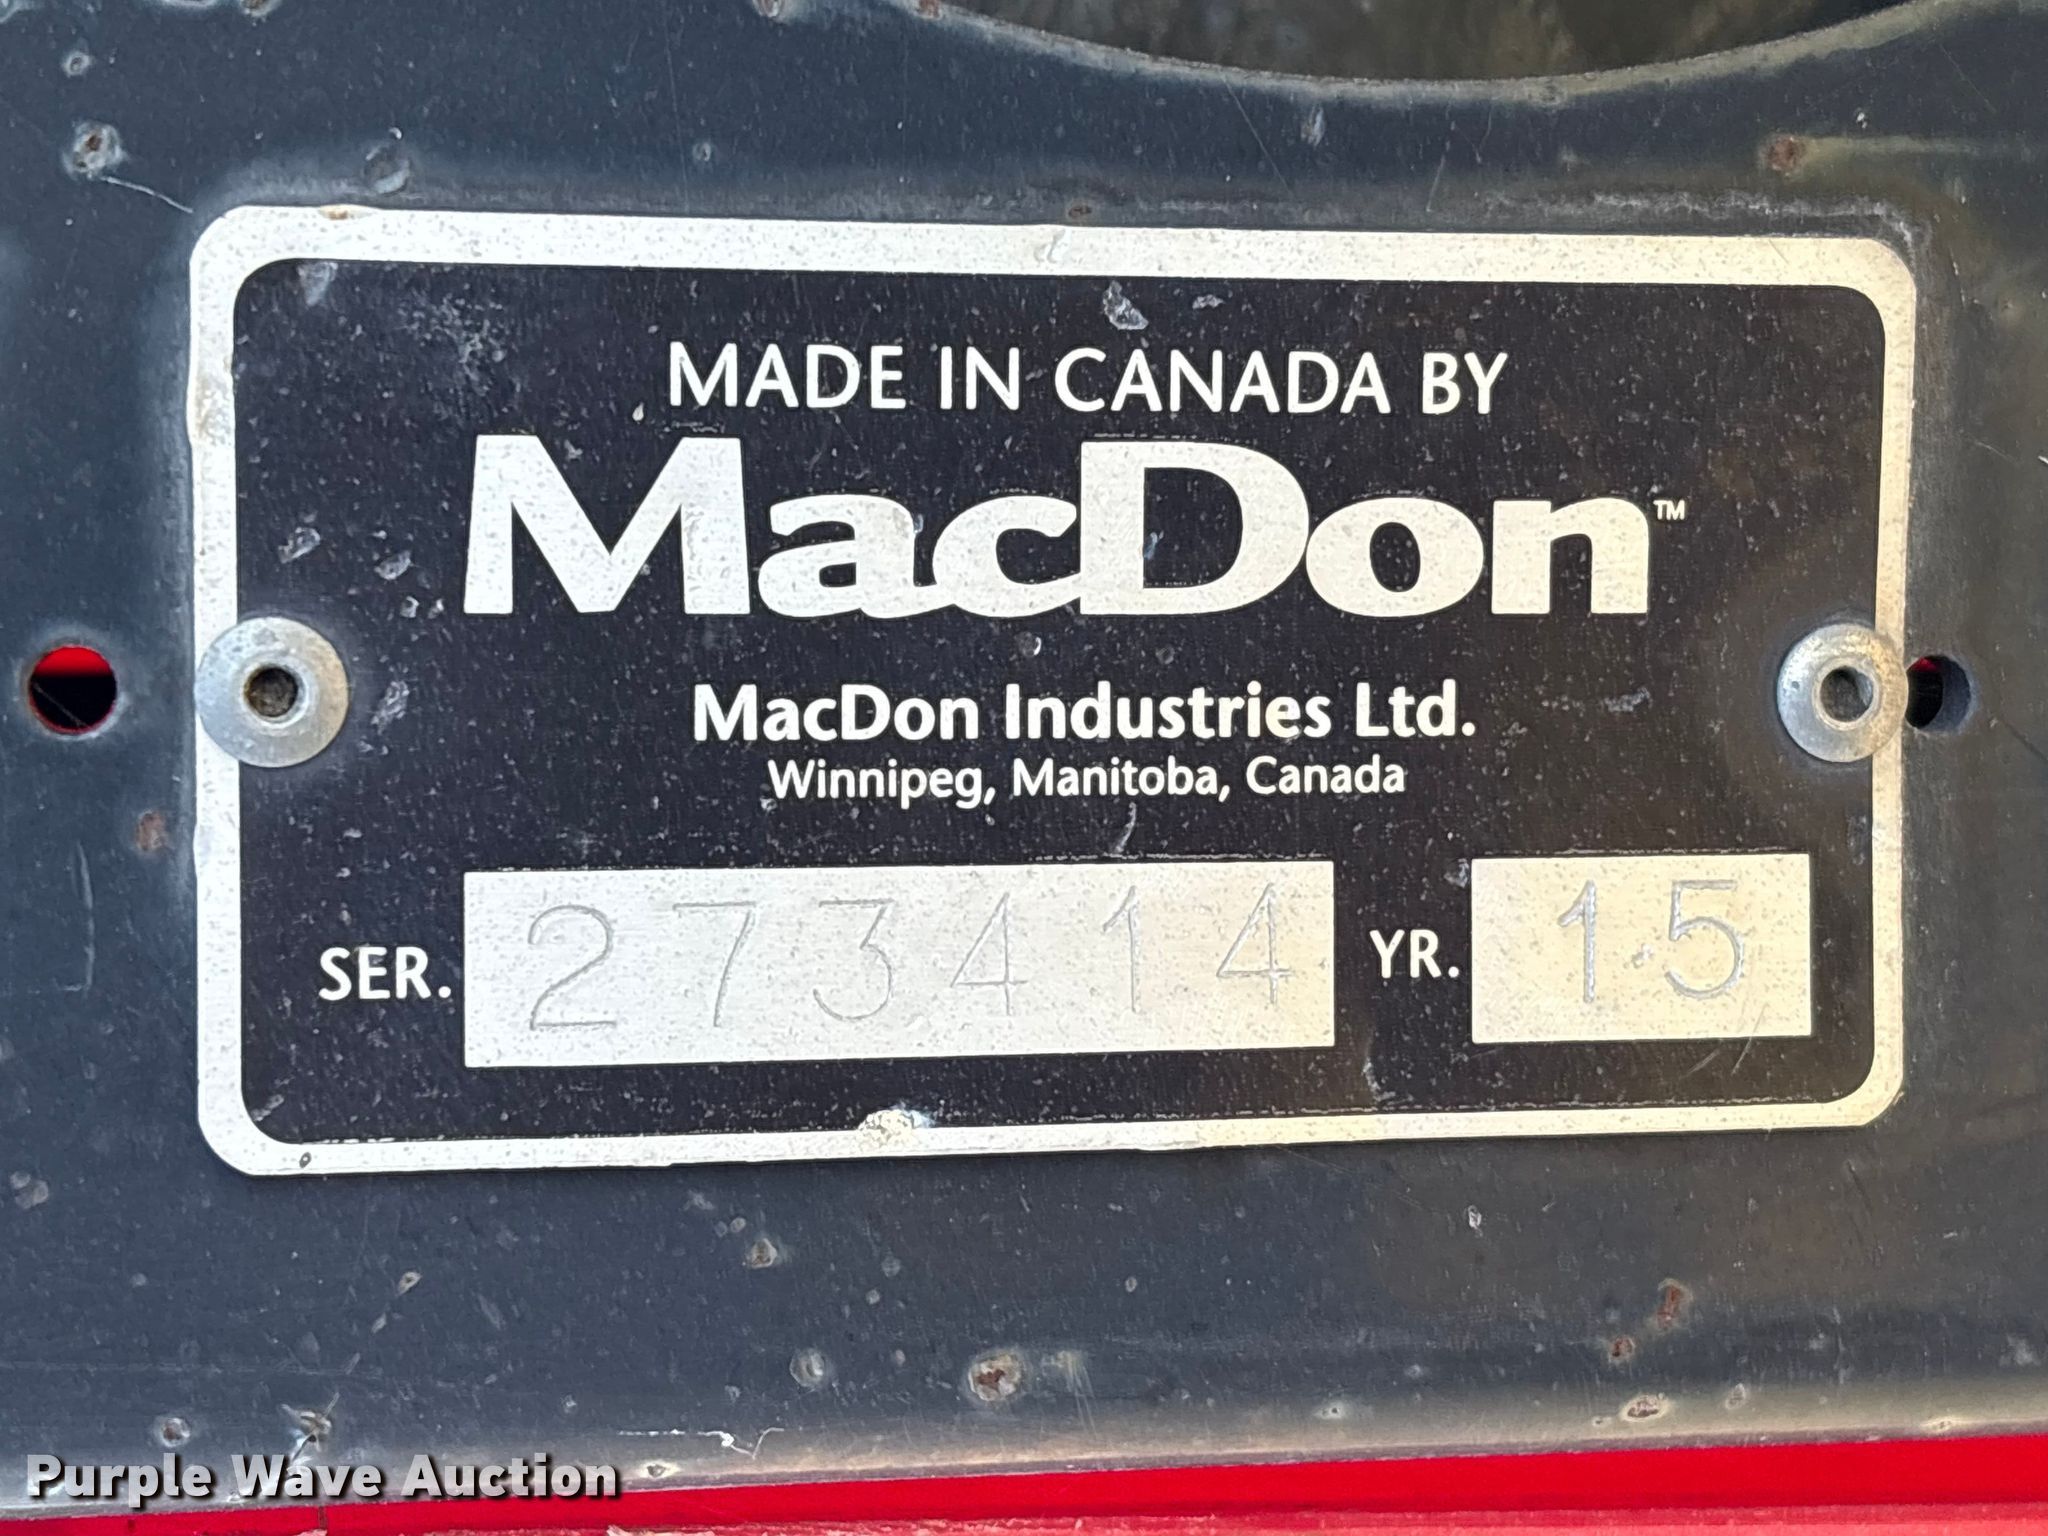 MADE IN CANADA BY
MacDon™
MacDon Industries Ltd.
Winnipeg, Manitoba, Canada
SER. 273414 YR. 15
Purple Wave Auction